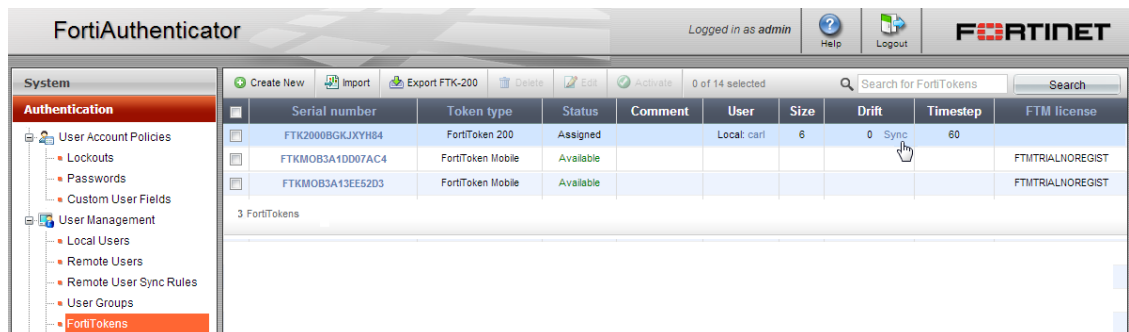 FortiAuthenticator
Logged in as admin
Help
Logout
FORTINET
System
Authentication
User Account Policies
Lockouts
Passwords
Custom User Fields
User Management
Local Users
Remote Users
Remote User Sync Rules
User Groups
FortiTokens
Create New Import Export FTK-200 Delete Edit Activate 0 of 14 selected Search for FortiTokens Search
Serial number Token type Status Comment User Size Drift Timestep FTM license
FTK2000BGKJXYH84 FortiToken 200 Assigned Local: carl 6 0 Sync 60
FTKMOB3A1DD07AC4 FortiToken Mobile Available FTMTRIALNOREGIST
FTKMOB3A13EE52D3 FortiToken Mobile Available FTMTRIALNOREGIST
3 FortiTokens